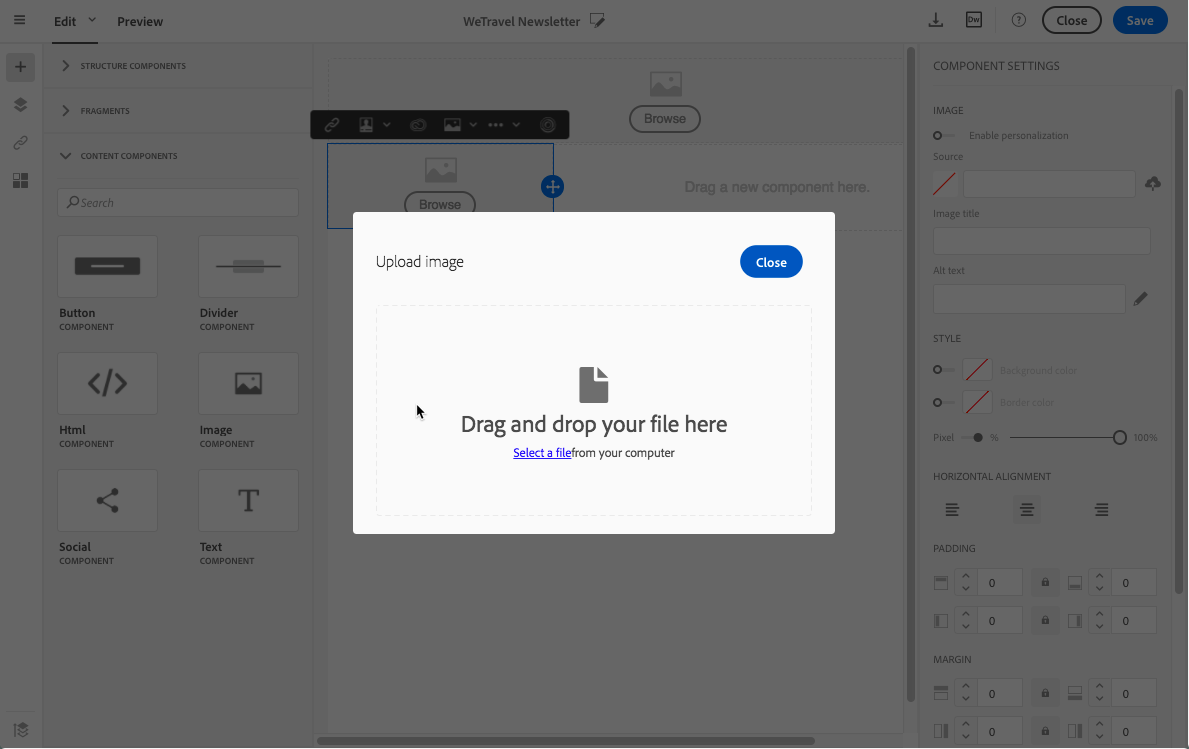 Edit
Preview
WeTravel Newsletter
Dw
?
Close
Save
STRUCTURE COMPONENTS
FRAGMENTS
CONTENT COMPONENTS
Search
Button
COMPONENT
Divider
COMPONENT
Html
COMPONENT
Image
COMPONENT
Social
COMPONENT
Text
COMPONENT
Browse
Browse
Drag a new component here.
Upload image
Close
Drag and drop your file here
Select a filefrom your computer
COMPONENT SETTINGS
IMAGE
Enable personalization
Source
Image title
Alt text
STYLE
Background color
Border color
Pixel % 100%
HORIZONTAL ALIGNMENT
PADDING
0 0
0 0
MARGIN
0 0
0 0